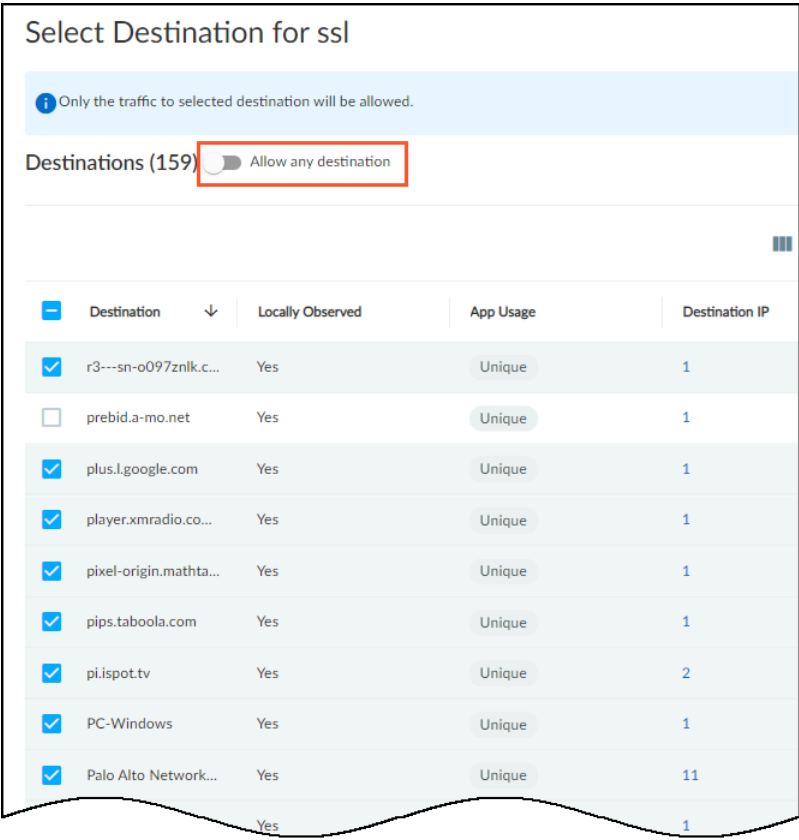 Select Destination for ssl
Only the traffic to selected destination will be allowed.
Destinations (159) Allow any destination
Destination Locally Observed App Usage Destination IP
r3---sn-o097znlk.c... Yes Unique 1
prebid.a-mo.net Yes Unique 1
plus.l.google.com Yes Unique 1
player.xmradio.co... Yes Unique 1
pixel-origin.mathta... Yes Unique 1
pips.taboola.com Yes Unique 1
pi.ispot.tv Yes Unique 2
PC-Windows Yes Unique 1
Palo Alto Network... Yes Unique 11
Yes 1